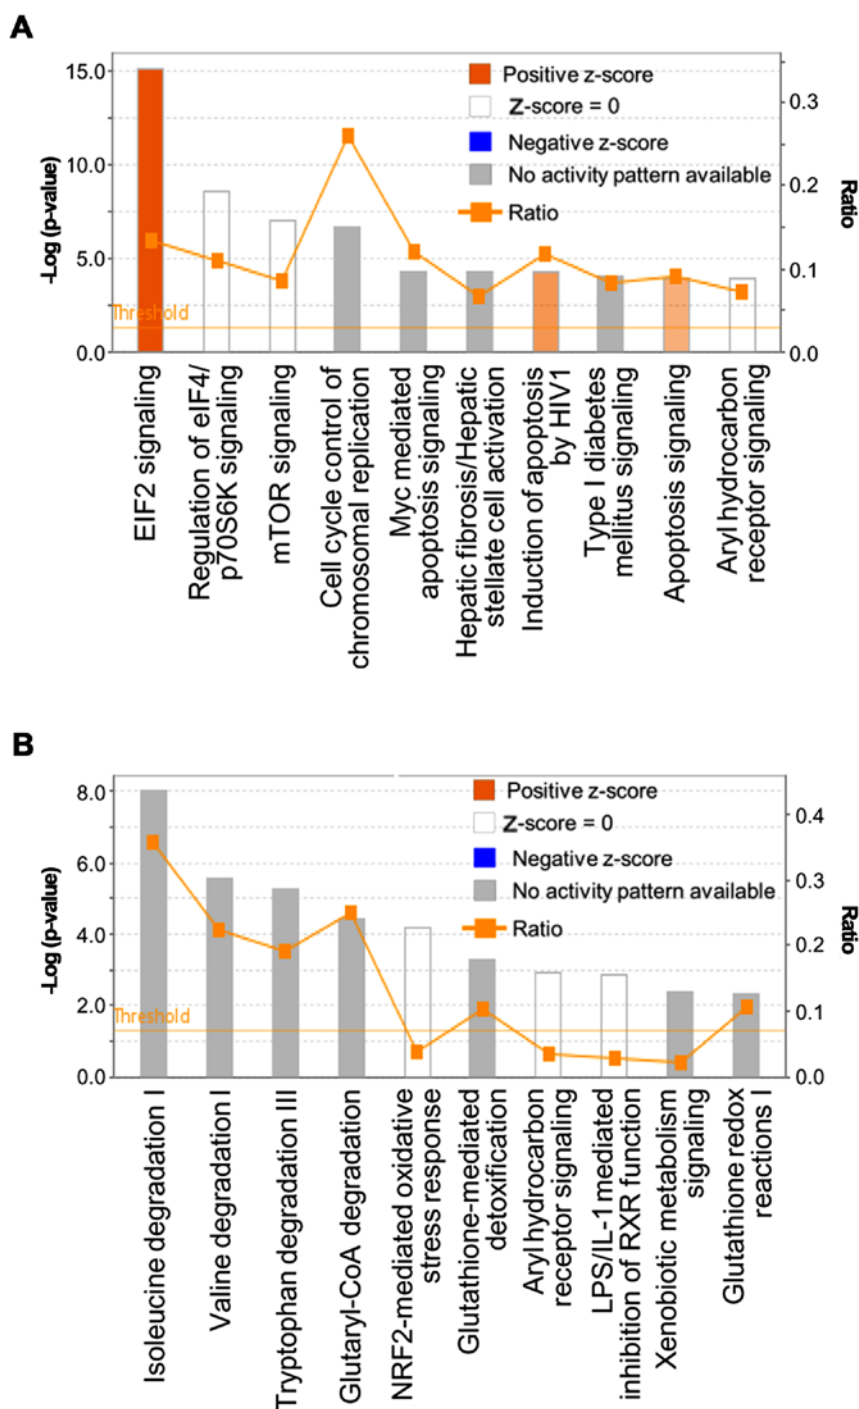 A
15.0
10.0
5.0
0.0
-Log (p-value)
Threshold
Positive z-score
z-score = 0
Negative z-score
No activity pattern available
Ratio
0.3
0.2
0.1
0.0
Ratio
EIF2 signaling
Regulation of eIF4/
p70S6K signaling
mTOR signaling
Cell cycle control of
chromosomal replication
Myc mediated
apoptosis signaling
Hepatic fibrosis/Hepatic
stellate cell activation
Induction of apoptosis
by HIV1
Type I diabetes
mellitus signaling
Apoptosis signaling
Aryl hydrocarbon
receptor signaling
B
8.0
6.0
4.0
2.0
0.0
-Log (p-value)
Threshold
Positive z-score
z-score = 0
Negative z-score
No activity pattern available
Ratio
0.4
0.3
0.2
0.1
0.0
Ratio
Isoleucine degradation I
Valine degradation I
Tryptophan degradation III
Glutaryl-CoA degradation
NRF2-mediated oxidative
stress response
Glutathione-mediated
detoxification
Aryl hydrocarbon
receptor signaling
LPS/IL-1 mediated
inhibition of RXR function
Xenobiotic metabolism
signaling
Glutathione redox
reactions I